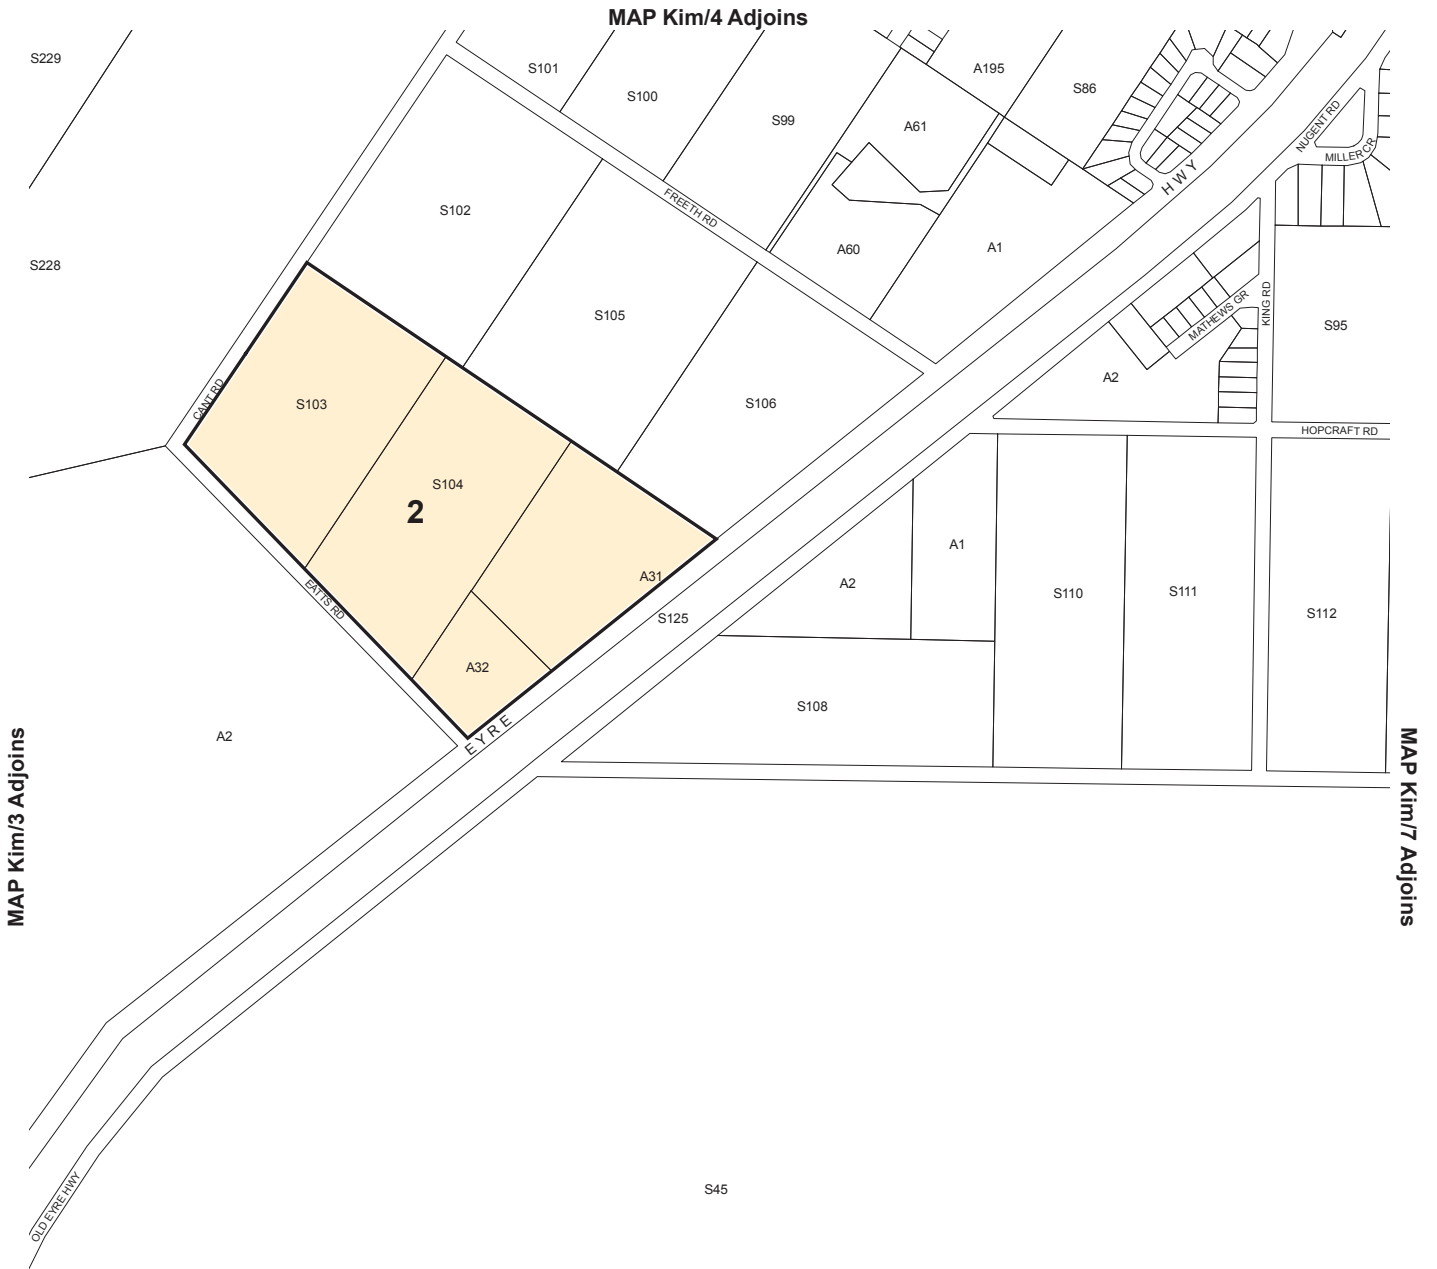 MAP Kim/4 Adjoins
S229
S101
S100
S99
A195
S86
A61
NUGENT RD
MILLER CR
HWY
S102
FREETH RD
A60
A1
S228
S105
KING RD
MATHEWS GR
S95
A2
S106
CANT RD
S103
HOPCRAFT RD
S104
2
A31
A1
A2
S110
S111
S112
EATTS RD
S125
A32
S108
EYRE
A2
MAP Kim/3 Adjoins
MAP Kim/7 Adjoins
S45
OLD EYRE HWY